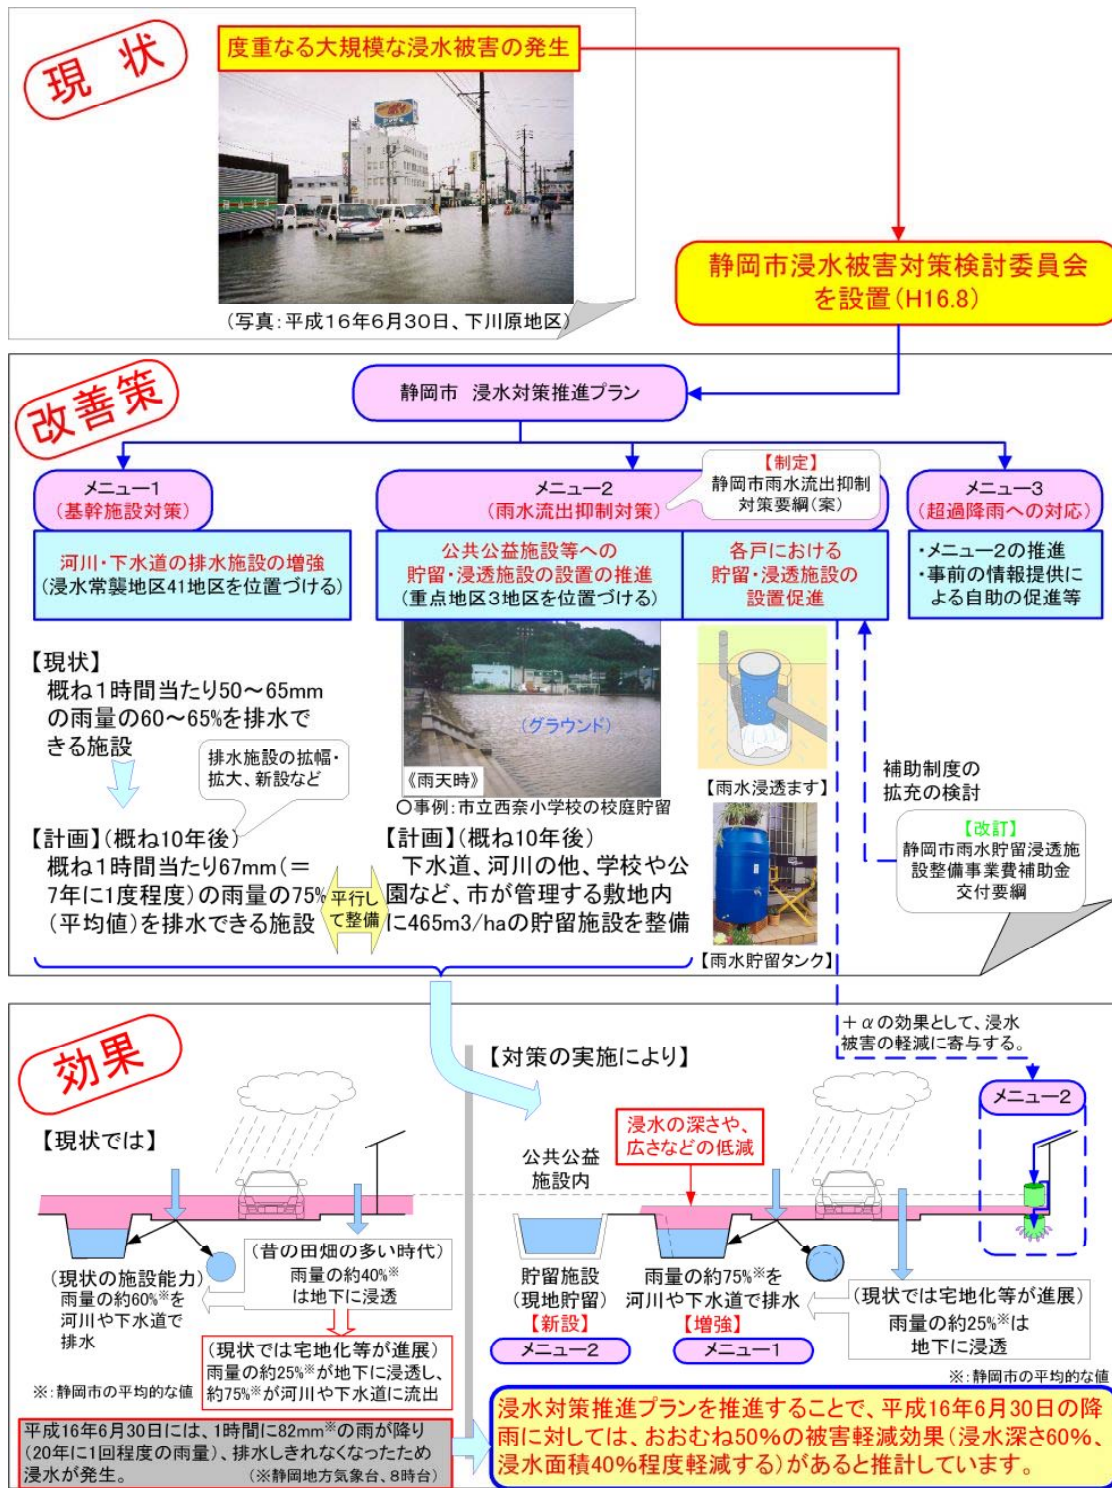 現 状
度重なる大規模な浸水被害の発生
(写真:平成16年6月30日、下川原地区)
静岡市浸水被害対策検討委員会
を設置(H16.8)
改善策
静岡市 浸水対策推進プラン
メニュー1
(基幹施設対策)
河川・下水道の排水施設の増強
(浸水常襲地区41地区を位置づける)
メニュー2
(雨水流出抑制対策)
【制定】
静岡市雨水流出抑制
対策要綱(案)
公共公益施設等への
貯留・浸透施設の設置の推進
(重点地区3地区を位置づける)
各戸における
貯留・浸透施設の
設置促進
メニュー3
(超過降雨への対応)
・メニュー2の推進
・事前の情報提供に
よる自助の促進等
【現状】
概ね1時間当たり50~65mm
の雨量の60~65%を排水で
きる施設
排水施設の拡幅・
拡大、新設など
【計画】(概ね10年後)
概ね1時間当たり67mm(=
7年に1度程度)の雨量の75%
(平均値)を排水できる施設
平行し
て整備
(グラウンド)
《雨天時》
○事例:市立西奈小学校の校庭貯留
【計画】(概ね10年後)
下水道、河川の他、学校や公
園など、市が管理する敷地内
に465m3/haの貯留施設を整備
【雨水浸透ます】
【雨水貯留タンク】
補助制度の
拡充の検討
【改訂】
静岡市雨水貯留浸透施
設整備事業費補助金
交付要綱
効果
【現状では】
(現状の施設能力)
雨量の約60%※を
河川や下水道で
排水
(昔の田畑の多い時代)
雨量の約40%※
は地下に浸透
(現状では宅地化等が進展)
雨量の約25%※が地下に浸透し、
約75%※が河川や下水道に流出
※:静岡市の平均的な値
平成16年6月30日には、1時間に82mm※の雨が降り
(20年に1回程度の雨量)、排水しきれなくなったため
浸水が発生。
(※静岡地方気象台、8時台)
【対策の実施により】
+αの効果として、浸水
被害の軽減に寄与する。
メニュー2
浸水の深さや、
広さなどの低減
公共公益
施設内
貯留施設
(現地貯留)
【新設】
メニュー2
雨量の約75%※を
河川や下水道で排水
【増強】
メニュー1
(現状では宅地化等が進展)
雨量の約25%※は
地下に浸透
※:静岡市の平均的な値
浸水対策推進プランを推進することで、平成16年6月30日の降
雨に対しては、おおむね50%の被害軽減効果(浸水深さ60%、
浸水面積40%程度軽減する)があると推計しています。